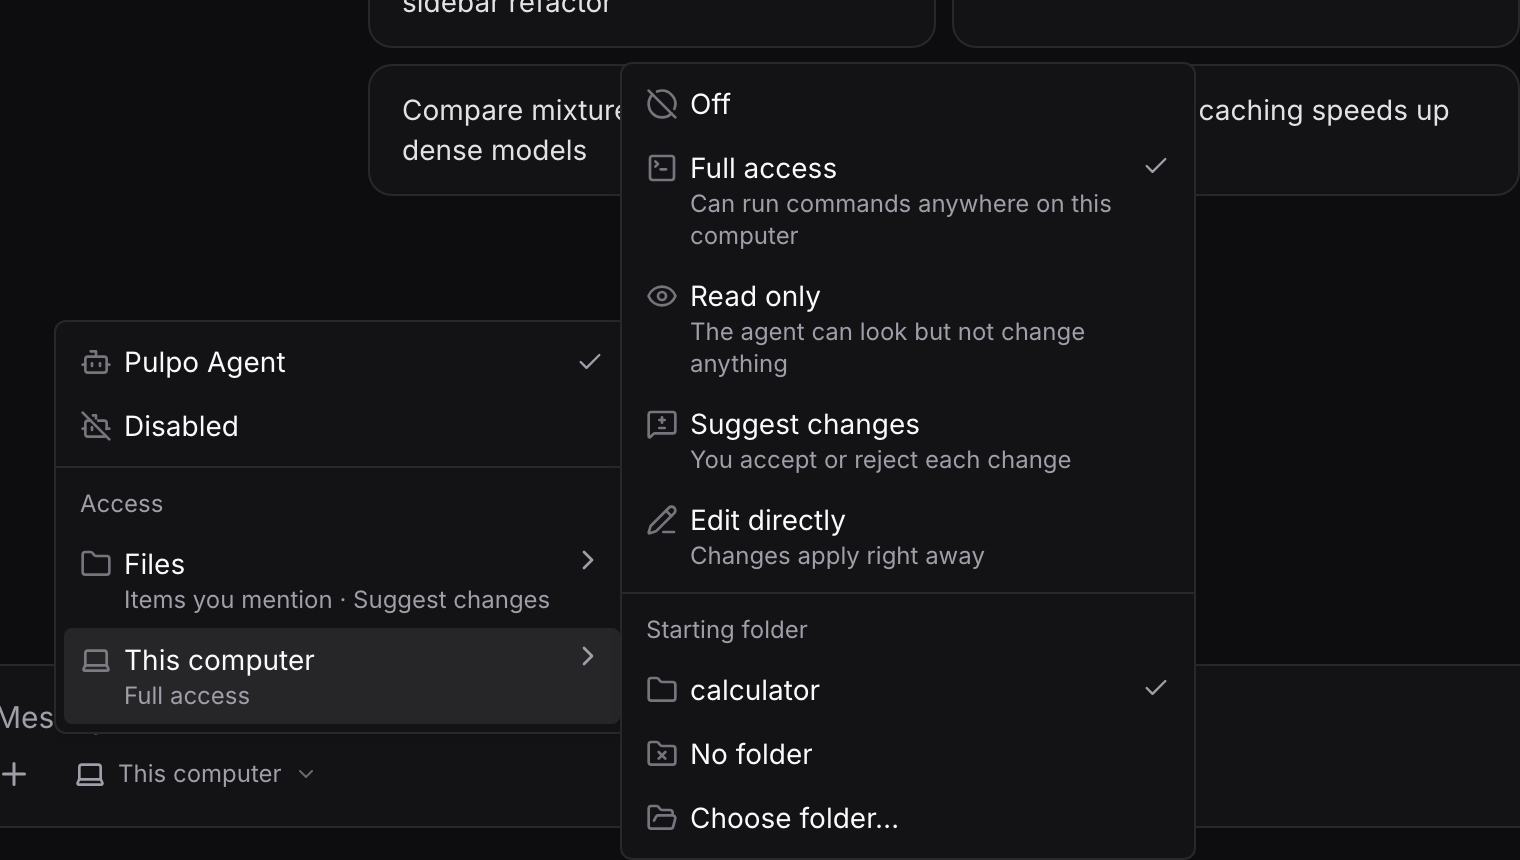 sidebar refactor
Compare mixture
dense models
caching speeds up
Pulpo Agent
Disabled
Access
Files
Items you mention · Suggest changes
This computer
Full access
Mes
This computer
Off
Full access
Can run commands anywhere on this
computer
Read only
The agent can look but not change
anything
Suggest changes
You accept or reject each change
Edit directly
Changes apply right away
Starting folder
calculator
No folder
Choose folder...